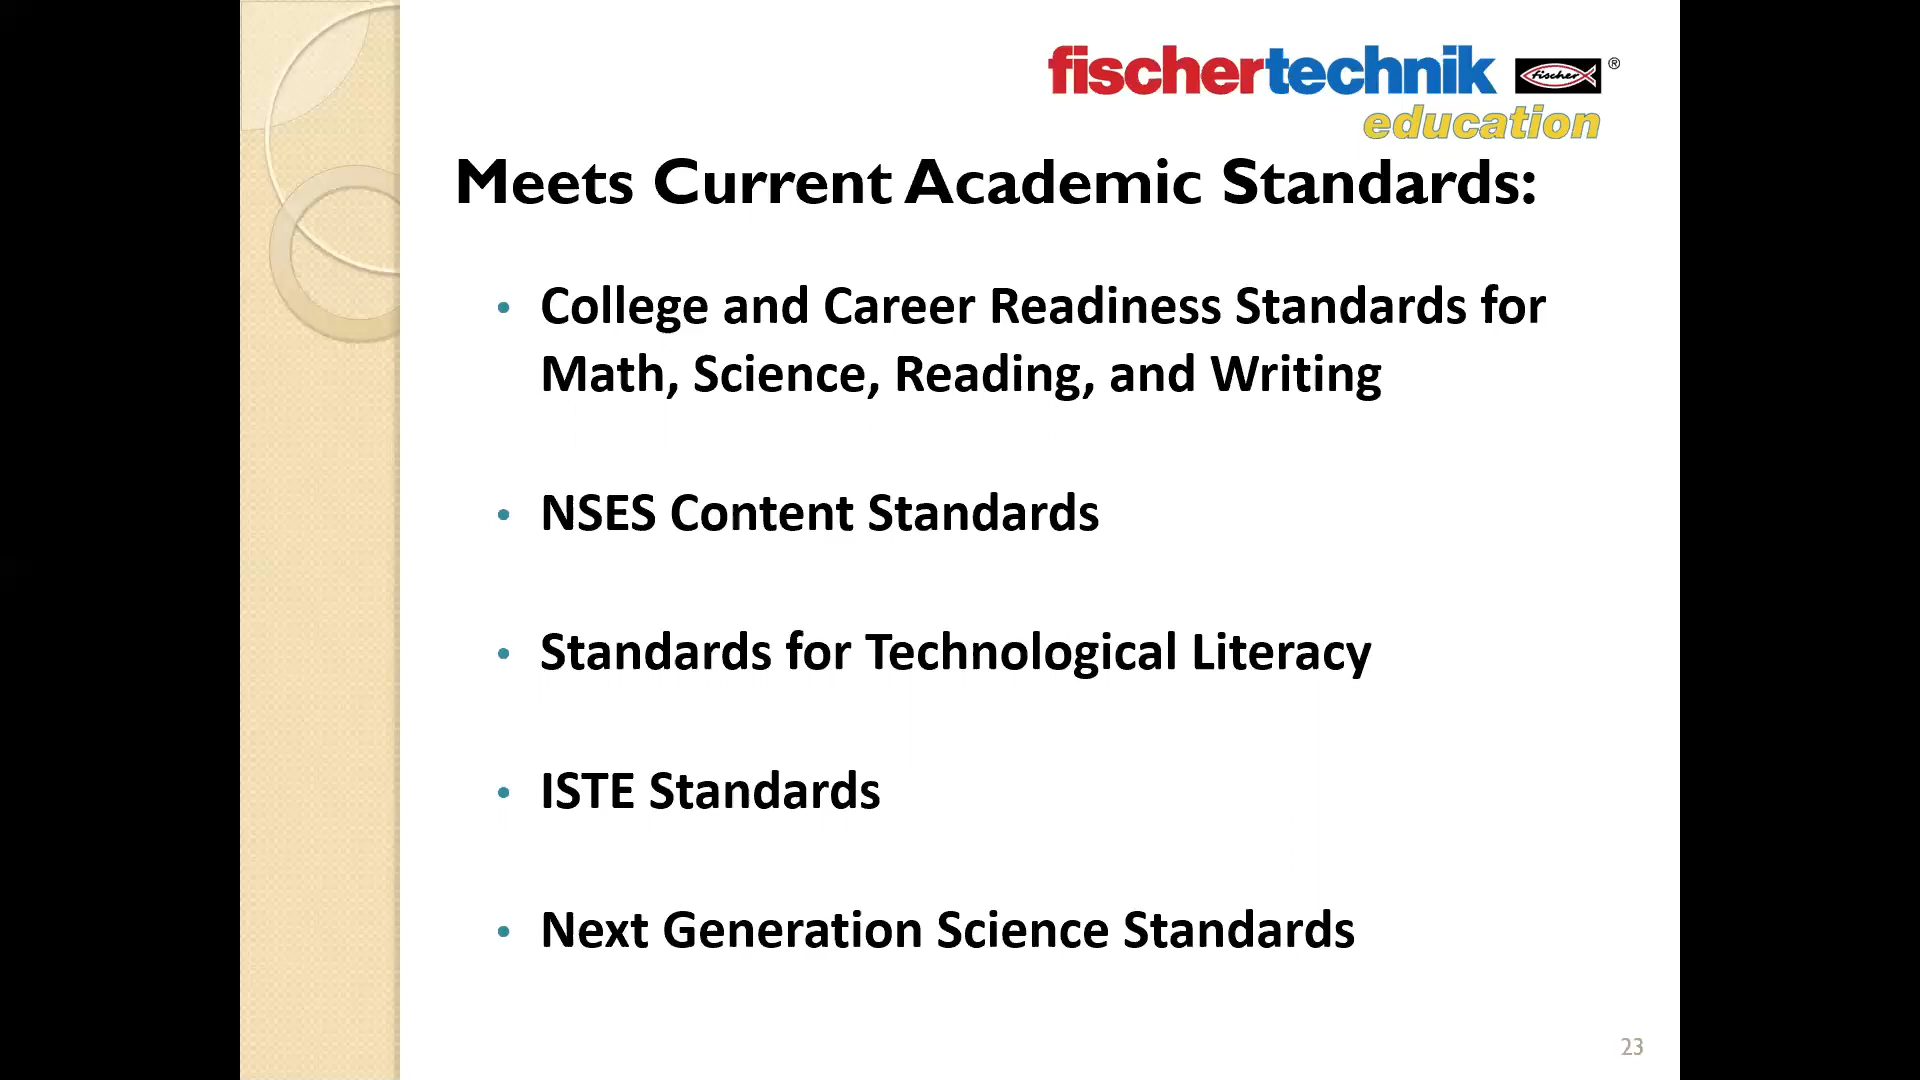 fischertechnik fischer ®
education
Meets Current Academic Standards:
• College and Career Readiness Standards for
Math, Science, Reading, and Writing
• NSES Content Standards
• Standards for Technological Literacy
• ISTE Standards
• Next Generation Science Standards
23